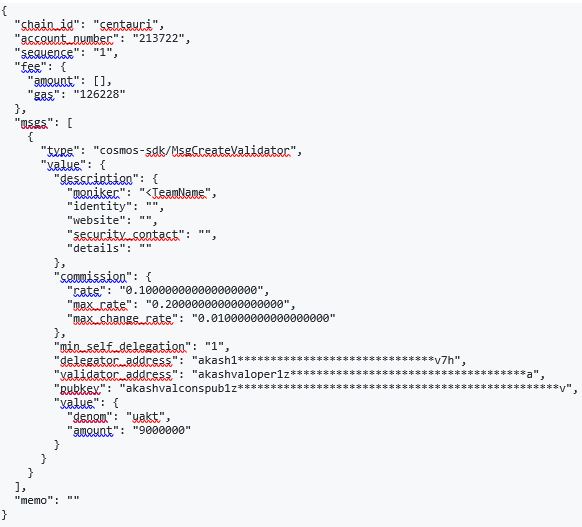 {
"chain_id": "centauri",
"account_number": "213722",
"sequence": "1",
"fee": {
"amount": [],
"gas": "126228"
},
"msgs": [
{
"type": "cosmos-sdk/MsgCreateValidator",
"value": {
"description": {
"moniker": "<TeamName",
"identity": "",
"website": "",
"security_contact": "",
"details": ""
},
"commission": {
"rate": "0.100000000000000000",
"max_rate": "0.200000000000000000",
"max_change_rate": "0.010000000000000000"
},
"min_self_delegation": "1",
"delegator_address": "akash1******************************v7h",
"validator_address": "akashvaloper1z************************************a",
"pubkey": "akashvalconspub1z*************************************************v",
"value": {
"denom": "uakt",
"amount": "9000000"
}
}
}
],
"memo": ""
}